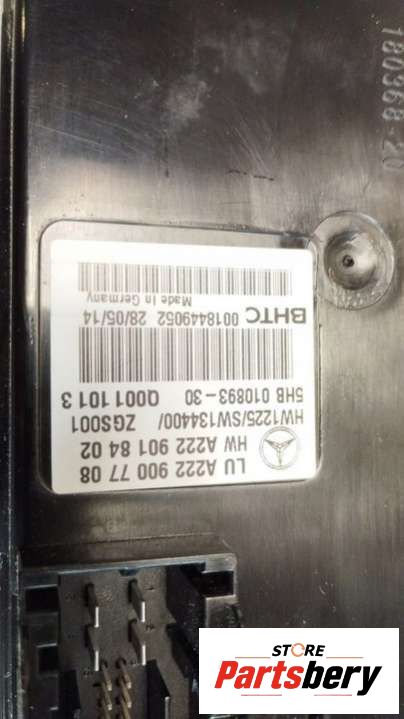 LU A222 900 77 08
HW A222 901 84 02
HW1225/SW134400/ ZGS001
5HB 010893-30 Q001 101 3
BHTC 0018449052 28/05/14
Made In Germany
180368-20
STORE
Partsbery